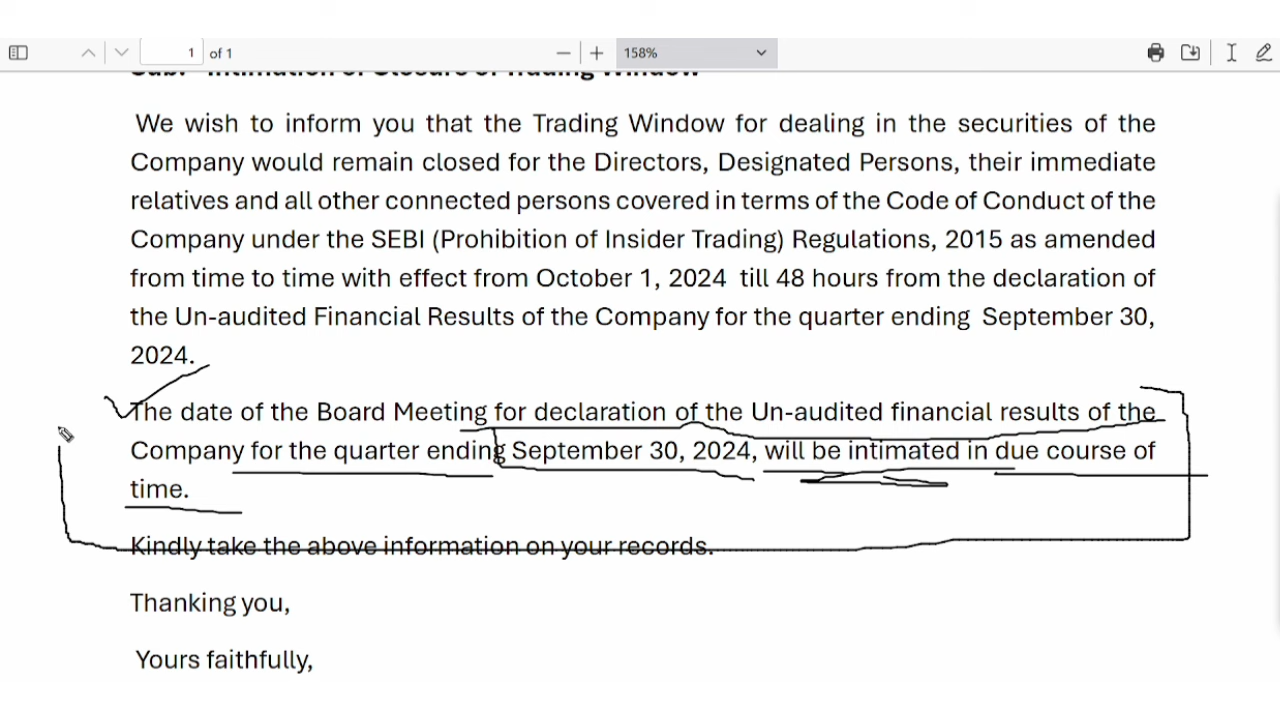 1 of 1 158%
Sub: - Intimation of Closure of Trading Window
We wish to inform you that the Trading Window for dealing in the securities of the
Company would remain closed for the Directors, Designated Persons, their immediate
relatives and all other connected persons covered in terms of the Code of Conduct of the
Company under the SEBI (Prohibition of Insider Trading) Regulations, 2015 as amended
from time to time with effect from October 1, 2024 till 48 hours from the declaration of
the Un-audited Financial Results of the Company for the quarter ending September 30,
2024.
The date of the Board Meeting for declaration of the Un-audited financial results of the
Company for the quarter ending September 30, 2024, will be intimated in due course of
time.
Kindly take the above information on your records.
Thanking you,
Yours faithfully,